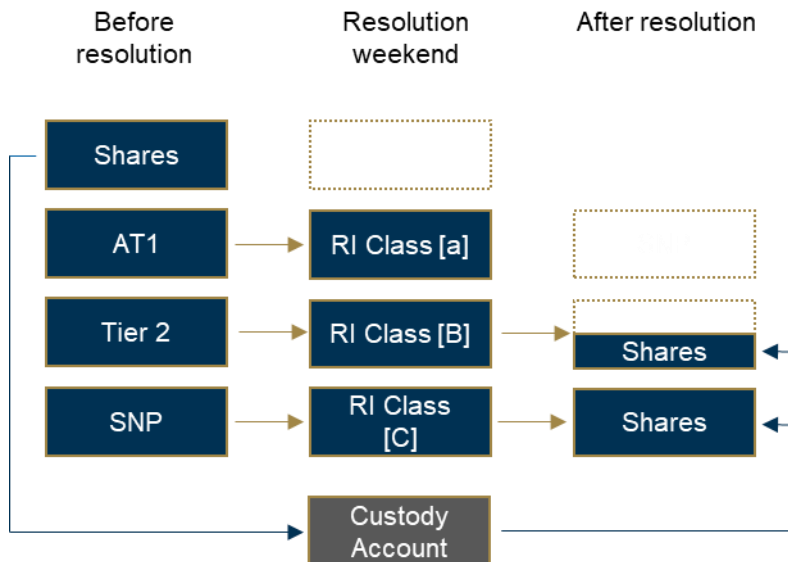 Before
resolution
Resolution
weekend
After resolution
Shares
AT1
RI Class [a]
Tier 2
RI Class [B]
Shares
SNP
RI Class
[C]
Shares
Custody
Account